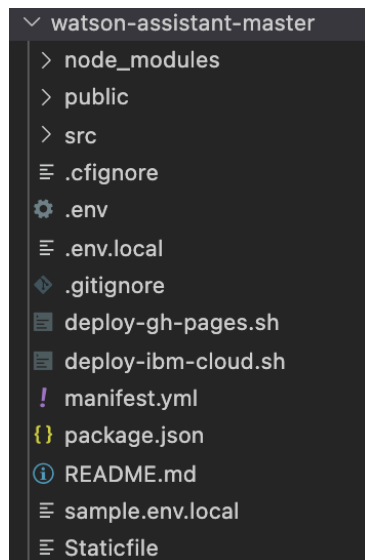 watson-assistant-master
node_modules
public
src
.cfignore
.env
.env.local
.gitignore
deploy-gh-pages.sh
deploy-ibm-cloud.sh
manifest.yml
package.json
README.md
sample.env.local
Staticfile